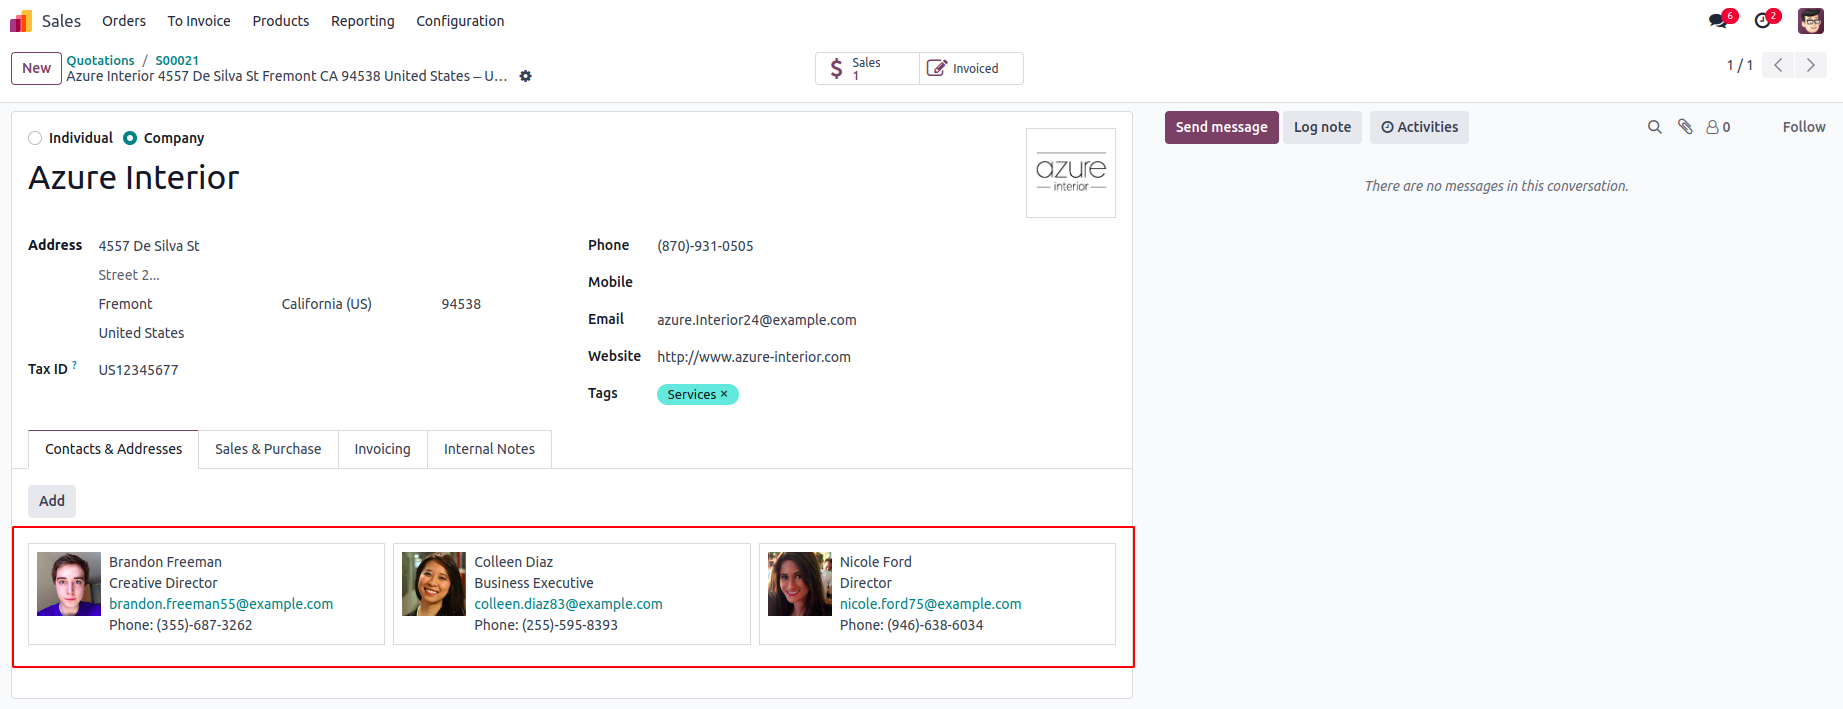 Sales Orders To Invoice Products Reporting Configuration 6 2
New
Quotations / S00021
Azure Interior 4557 De Silva St Fremont CA 94538 United States – U...
Sales
1
Invoiced
1 / 1
Individual Company
Azure Interior
azure
interior
Address 4557 De Silva St
Street 2...
Fremont California (US) 94538
United States
Tax ID ? US12345677
Phone (870)-931-0505
Mobile
Email azure.Interior24@example.com
Website http://www.azure-interior.com
Tags Services ×
Contacts & Addresses Sales & Purchase Invoicing Internal Notes
Add
Brandon Freeman
Creative Director
brandon.freeman55@example.com
Phone: (355)-687-3262
Colleen Diaz
Business Executive
colleen.diaz83@example.com
Phone: (255)-595-8393
Nicole Ford
Director
nicole.ford75@example.com
Phone: (946)-638-6034
Send message Log note Activities 0 Follow
There are no messages in this conversation.